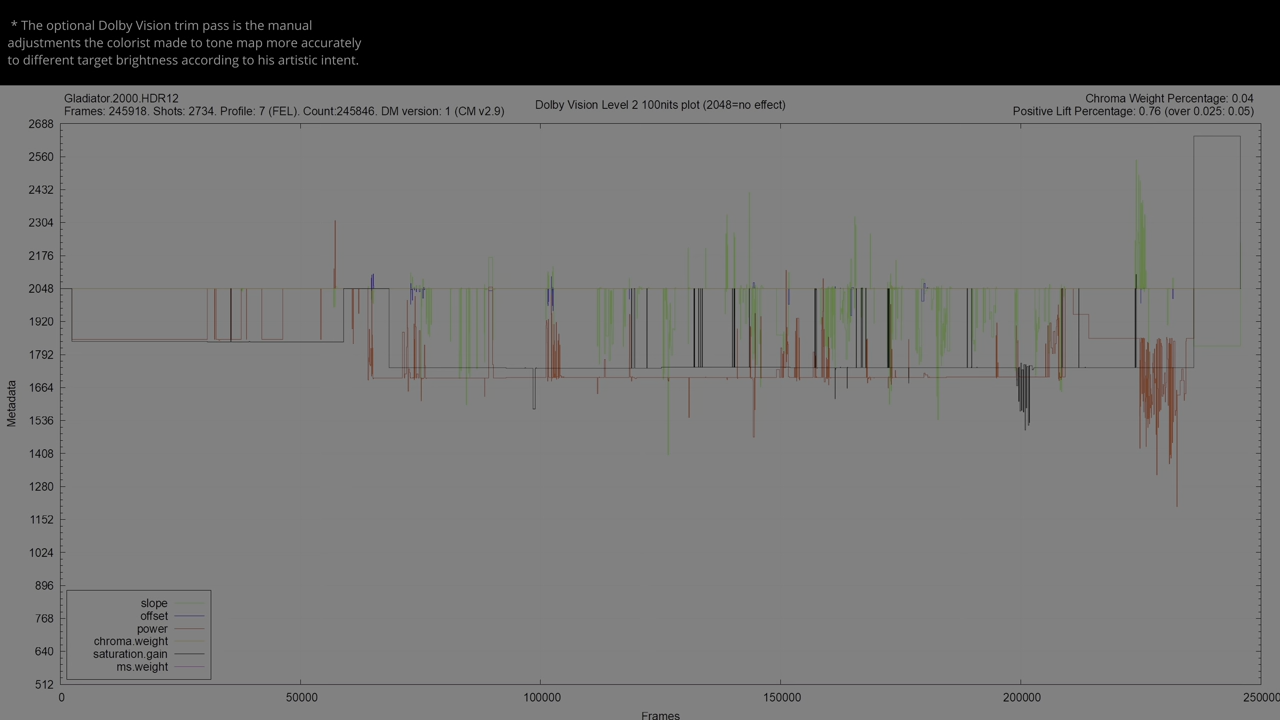 * The optional Dolby Vision trim pass is the manual
adjustments the colorist made to tone map more accurately
to different target brightness according to his artistic intent.
Gladiator.2000.HDR12
Frames: 245918. Shots: 2734. Profile: 7 (FEL). Count:245846. DM version: 1 (CM v2.9)
Dolby Vision Level 2 100nits plot (2048=no effect)
Chroma Weight Percentage: 0.04
Positive Lift Percentage: 0.76 (over 0.025: 0.05)
2688
2560
2432
2304
2176
2048
1920
1792
1664
1536
1408
1280
1152
1024
896
768
640
512
Metadata
slope
offset
power
chroma.weight
saturation.gain
ms.weight
0
50000
100000
150000
200000
250000
Frames